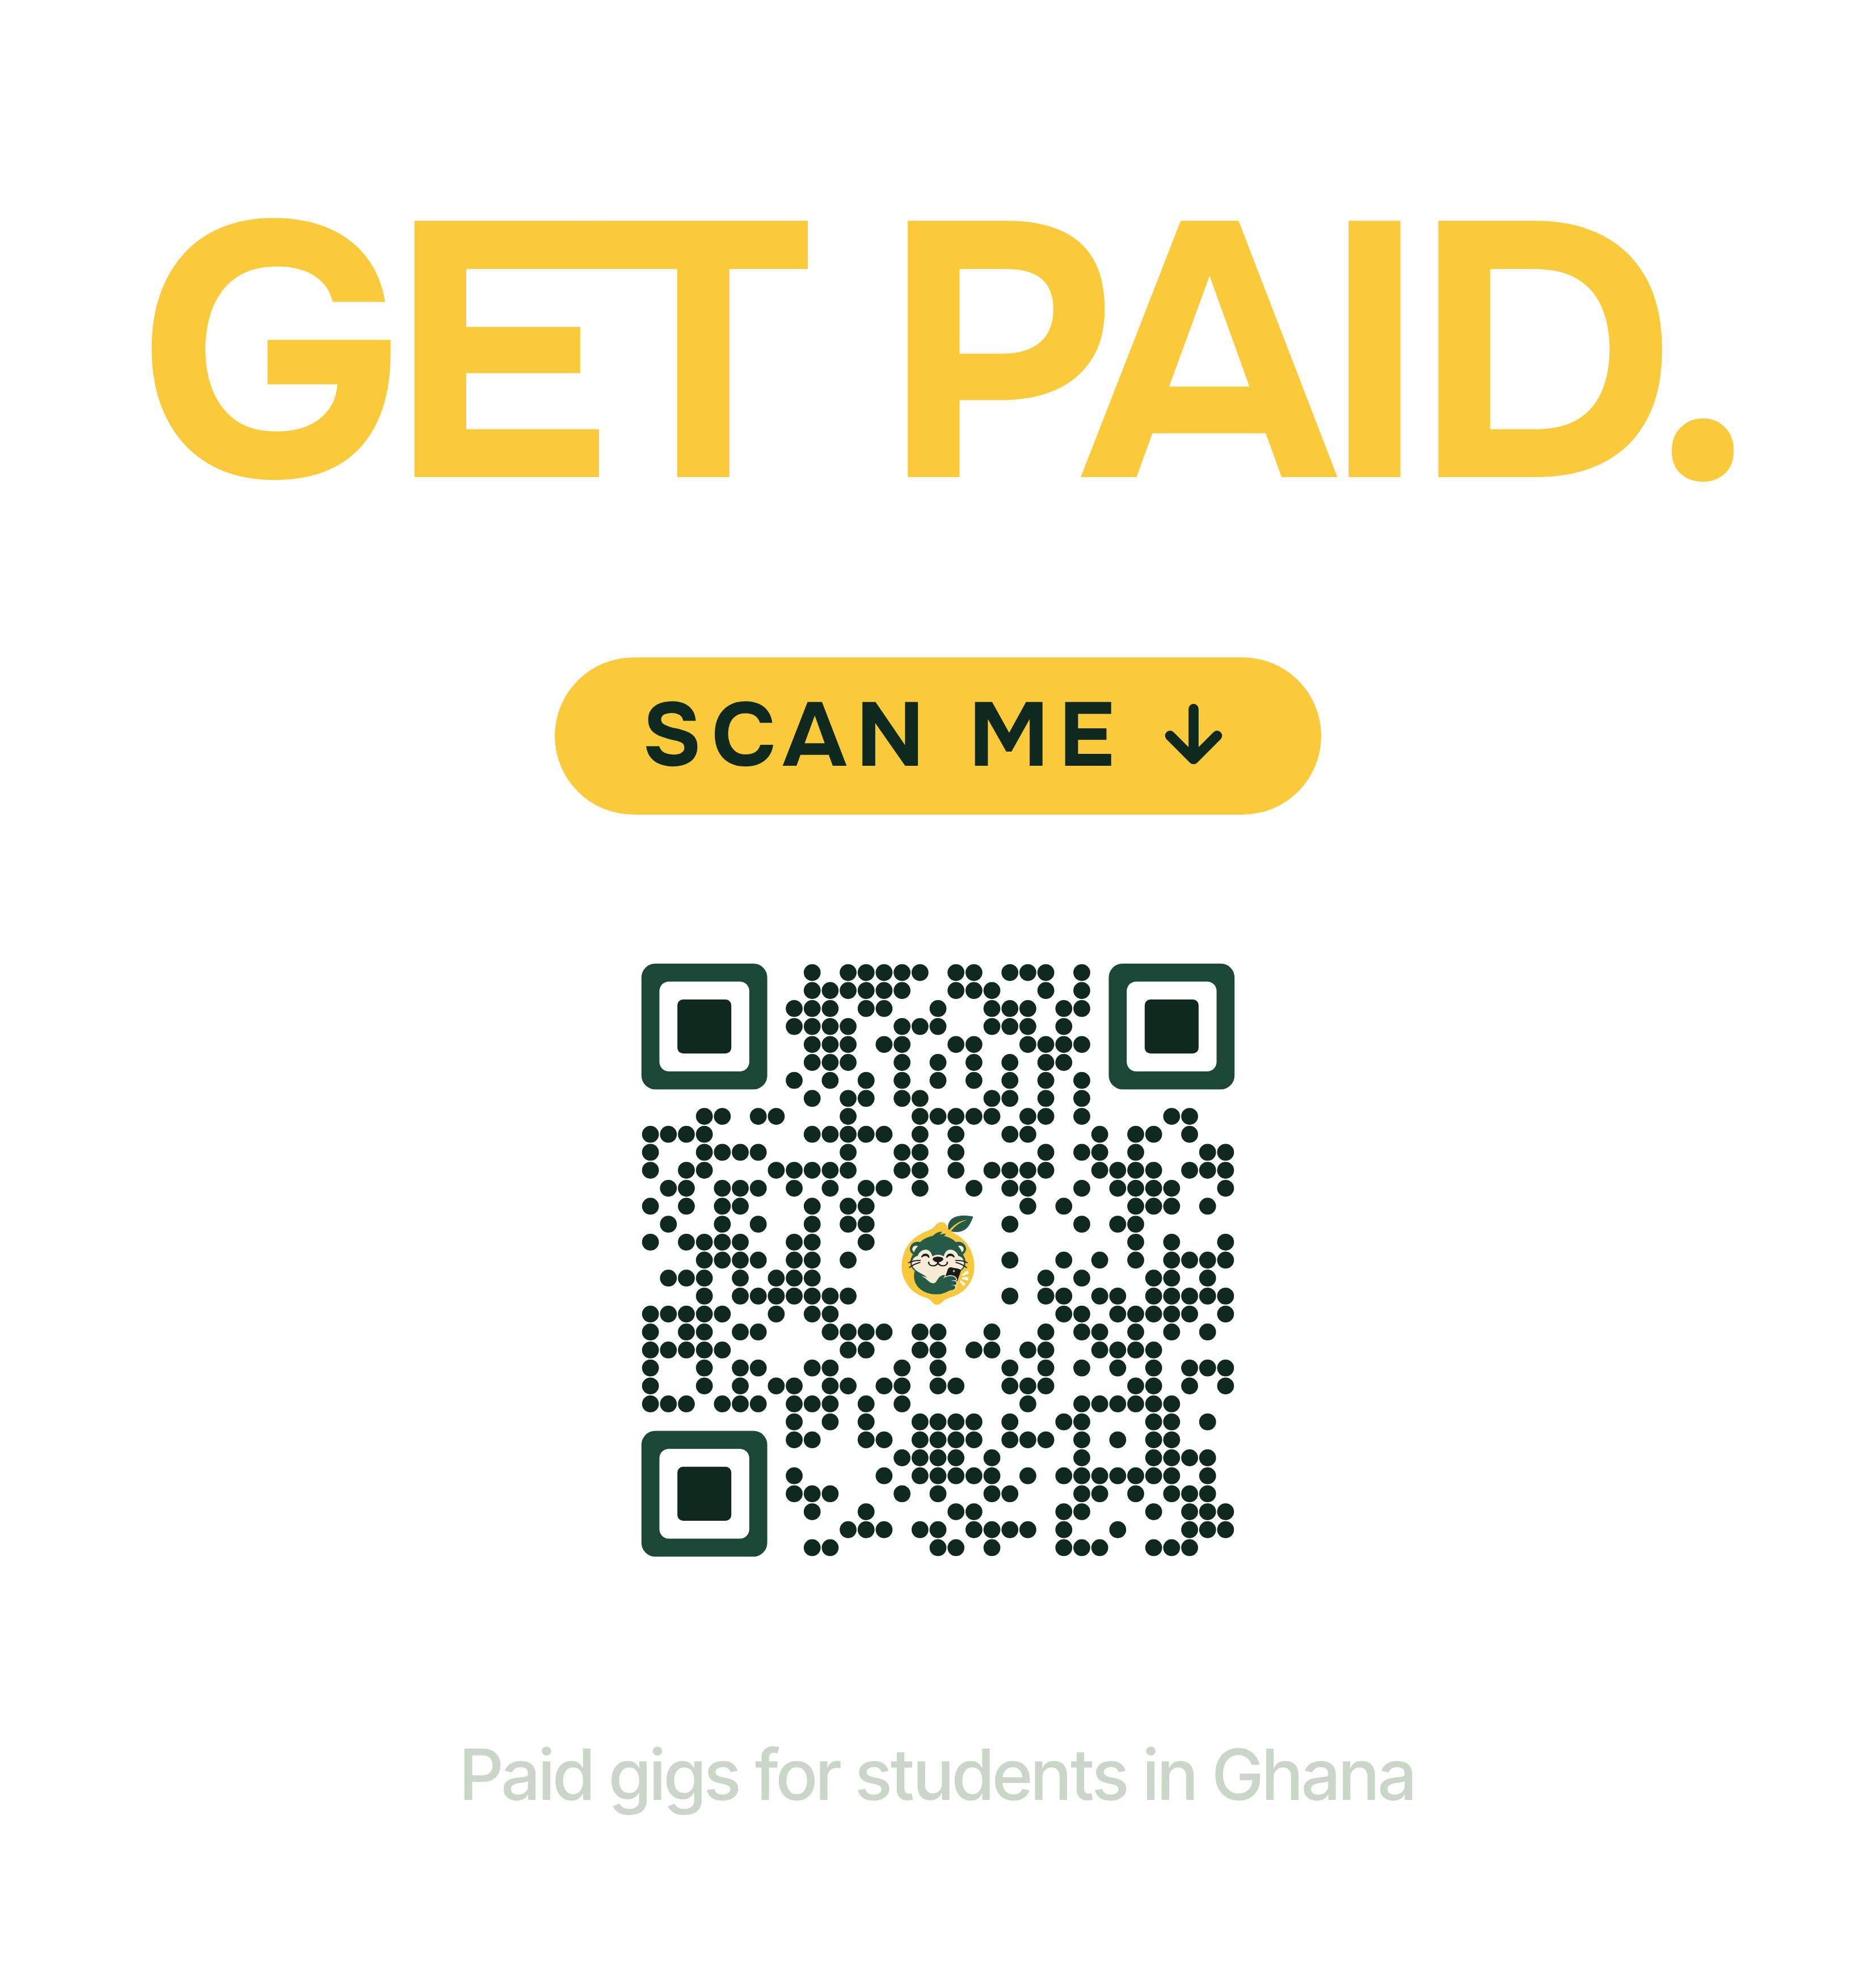 GET PAID.
SCAN ME ↓
Paid gigs for students in Ghana